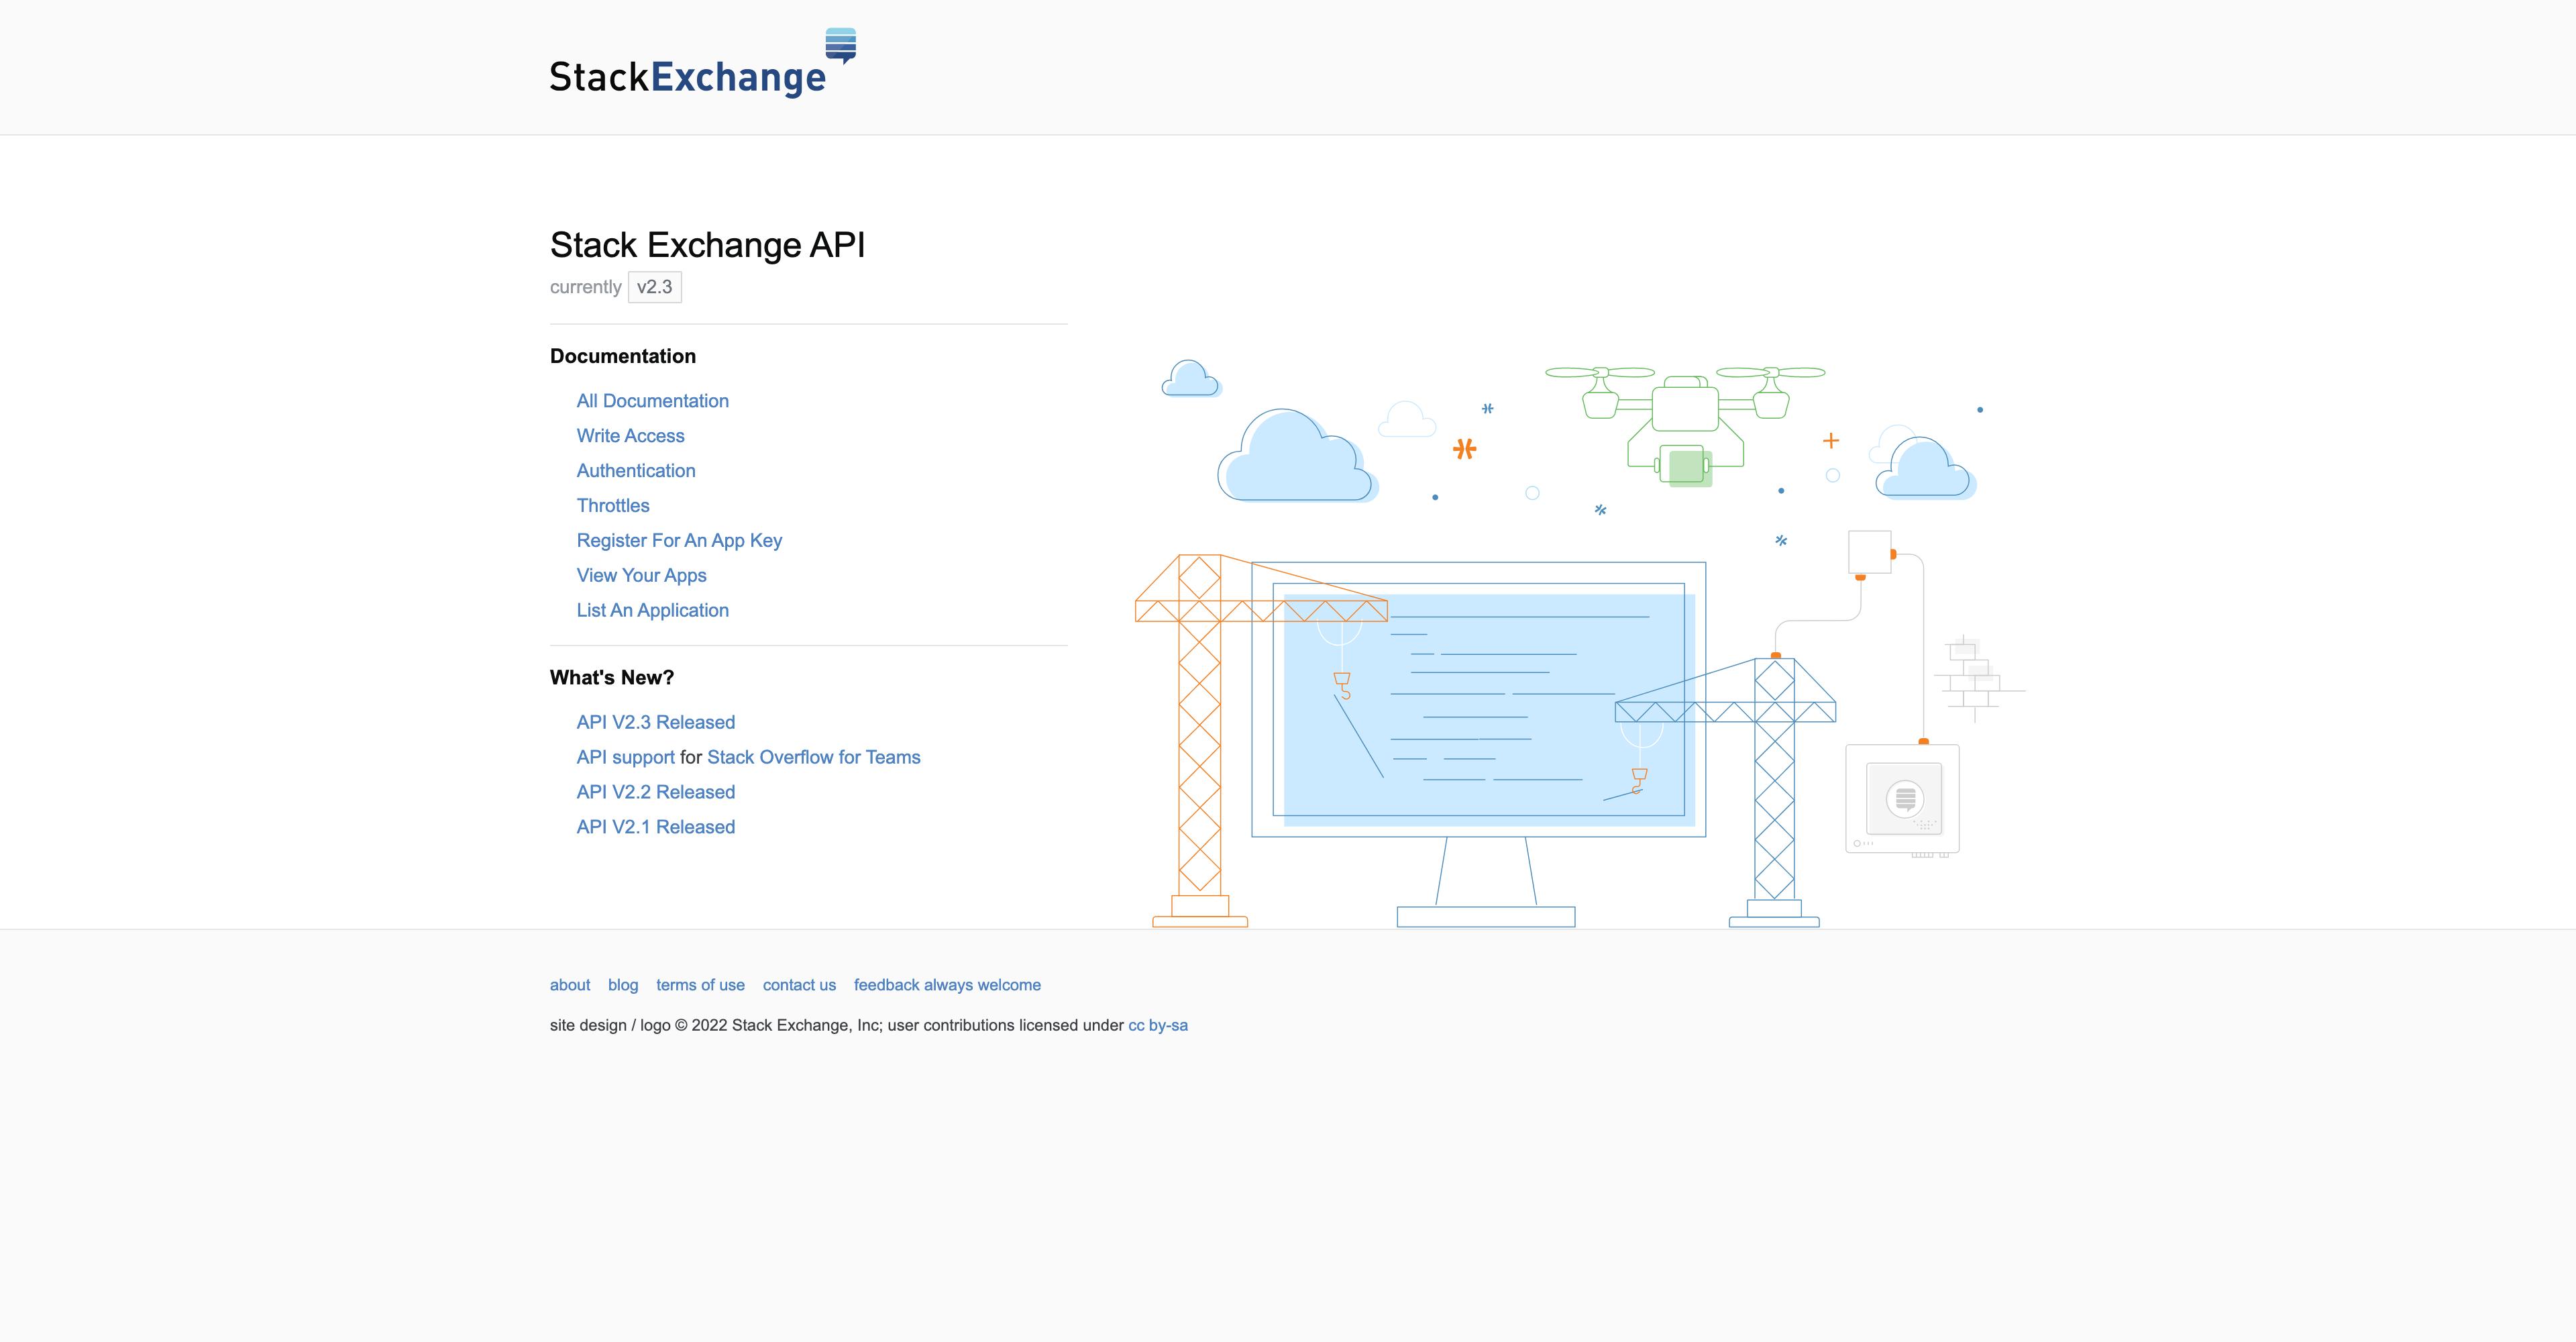 StackExchange
Stack Exchange API
currently v2.3
Documentation
All Documentation
Write Access
Authentication
Throttles
Register For An App Key
View Your Apps
List An Application
What's New?
API V2.3 Released
API support for Stack Overflow for Teams
API V2.2 Released
API V2.1 Released
about blog terms of use contact us feedback always welcome
site design / logo © 2022 Stack Exchange, Inc; user contributions licensed under cc by-sa